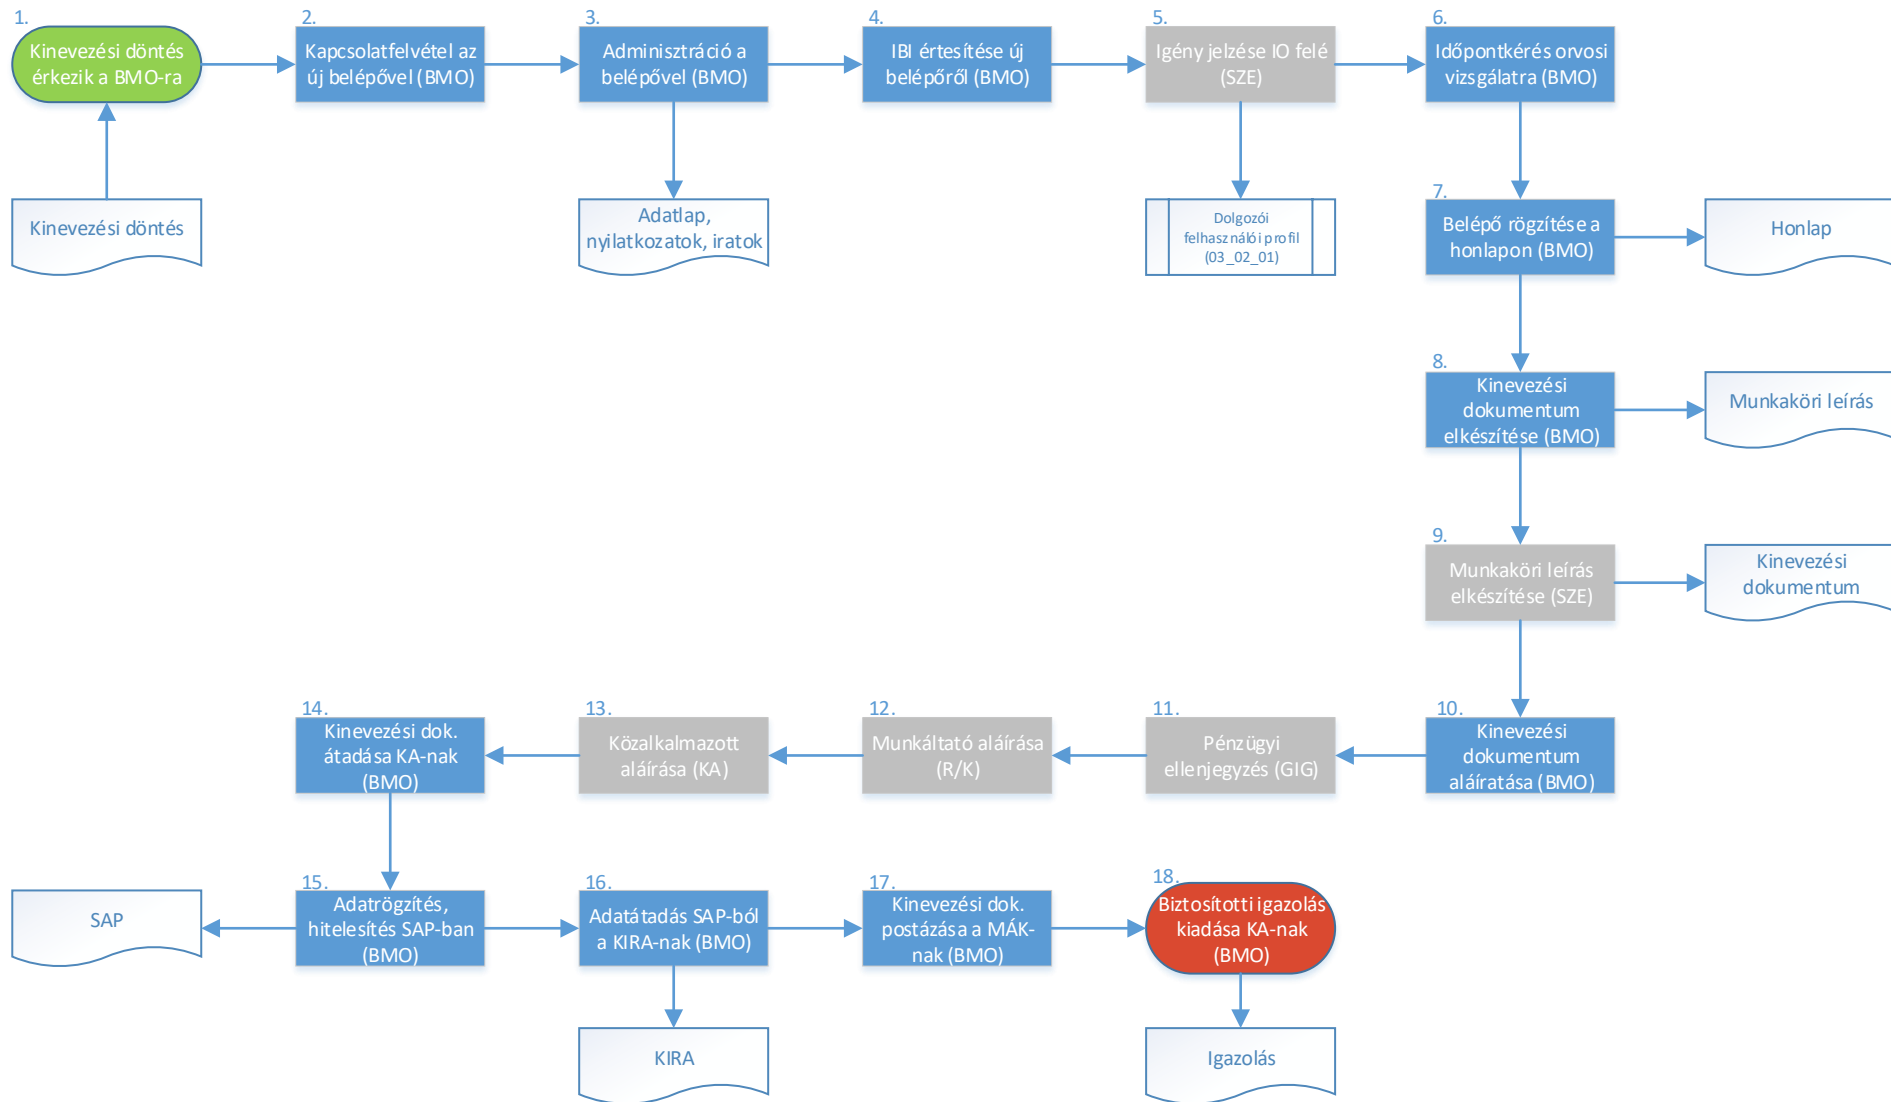 1.
Kinevezési döntés
érkezik a BMO-ra
2.
Kapcsolatfelvétel az
új belépővel (BMO)
3.
Adminisztráció a
belépővel (BMO)
4.
IBI értesítése új
belépőről (BMO)
5.
Igény jelzése IO felé
(SZE)
6.
Időpontkérés orvosi
vizsgálatra (BMO)
Kinevezési döntés
Adatlap,
nyilatkozatok, iratok
Dolgozói
felhasználói profil
(03_02_01)
7.
Belépő rögzítése a
honlapon (BMO)
Honlap
8.
Kinevezési
dokumentum
elkészítése (BMO)
Munkaköri leírás
9.
Munkaköri leírás
elkészítése (SZE)
Kinevezési
dokumentum
14.
Kinevezési dok.
átadása KA-nak
(BMO)
13.
Közalkalmazott
aláírása (KA)
12.
Munkáltató aláírása
(R/K)
11.
Pénzügyi
ellenjegyzés (GIG)
10.
Kinevezési
dokumentum
aláíratása (BMO)
SAP
15.
Adatrögzítés,
hitelesítés SAP-ban
(BMO)
16.
Adatátadás SAP-ból
a KIRA-nak (BMO)
17.
Kinevezési dok.
postázása a MÁK-
nak (BMO)
18.
Biztosítotti igazolás
kiadása KA-nak
(BMO)
KIRA
Igazolás